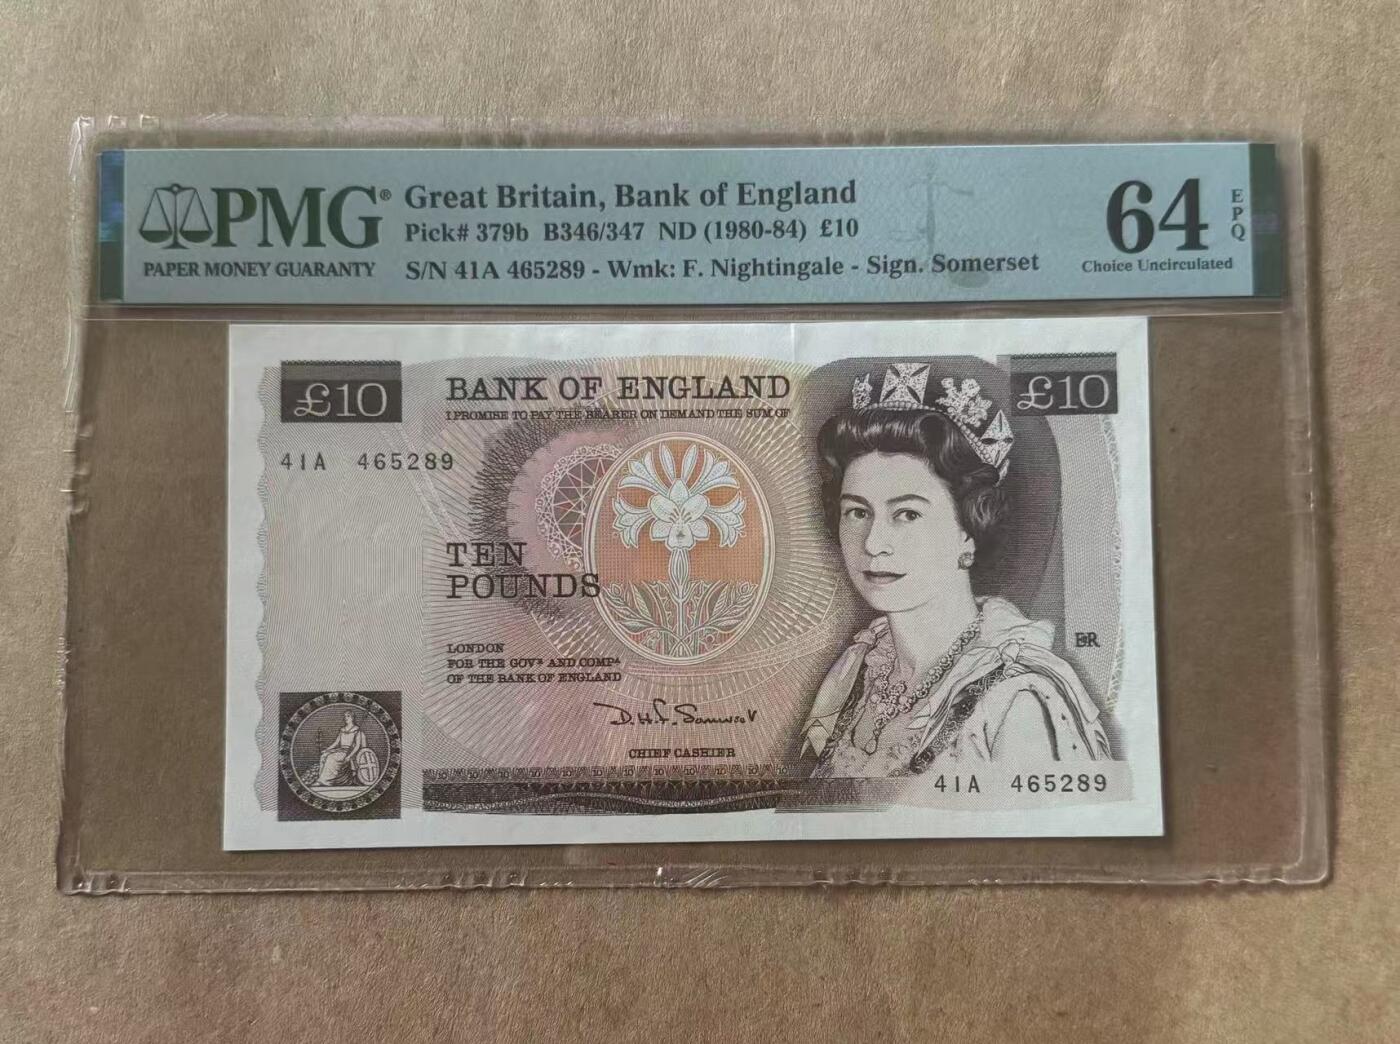 PMG®
PAPER MONEY GUARANTY
Great Britain, Bank of England
Pick# 379b B346/347 ND (1980-84) £10
S/N 41A 465289 - Wmk: F. Nightingale - Sign. Somerset
64
EPQ
Choice Uncirculated
£10
BANK OF ENGLAND
I PROMISE TO PAY THE BEARER ON DEMAND THE SUM OF
£10
41A 465289
TEN
POUNDS
LONDON
FOR THE GOVR AND COMPA
OF THE BANK OF ENGLAND
EIIR
D.H.F. Somerset
CHIEF CASHIER
41A 465289